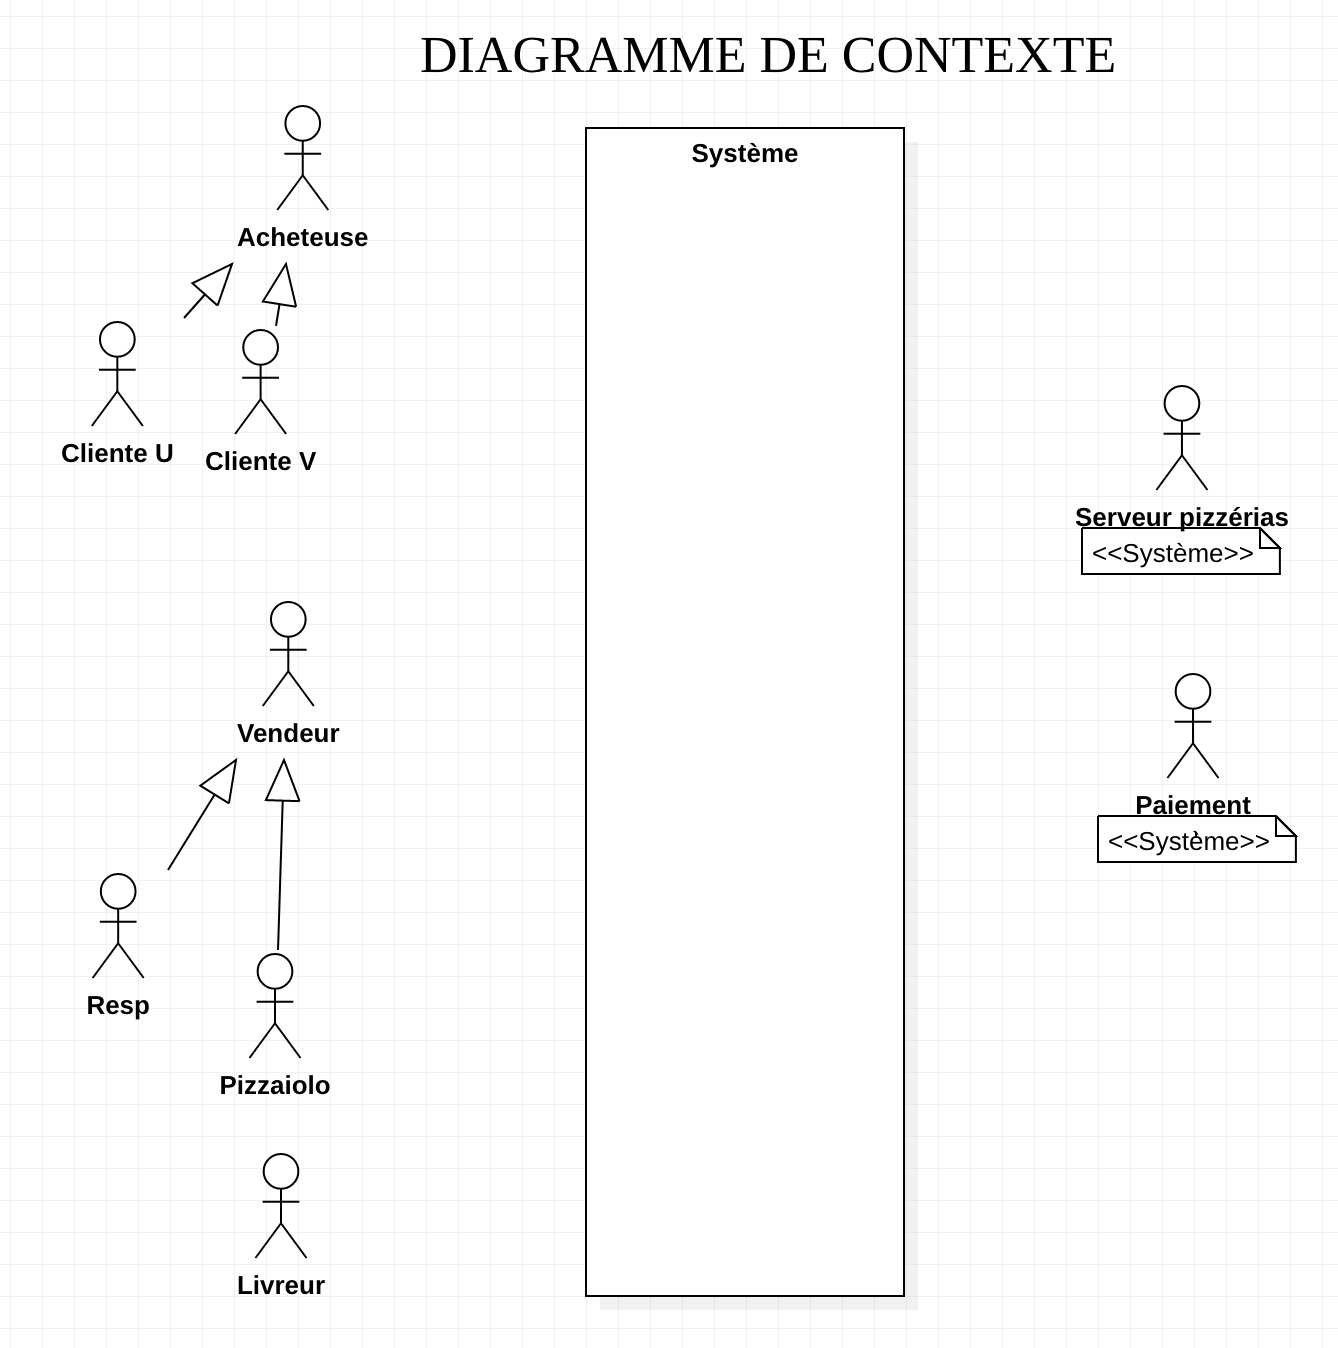 DIAGRAMME DE CONTEXTE
Système
Acheteuse
Cliente U
Cliente V
Serveur pizzérias
<<Système>>
Vendeur
Paiement
<<Système>>
Resp
Pizzaiolo
Livreur